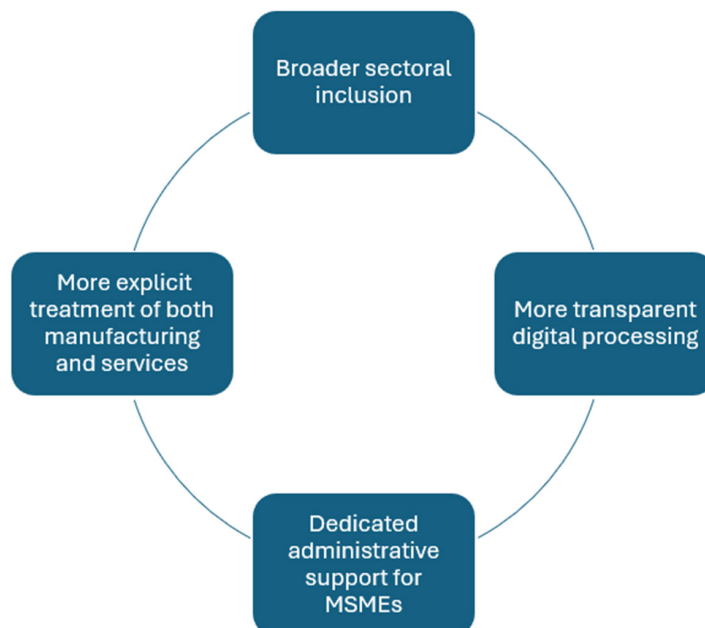 Broader sectoral
inclusion
More explicit
treatment of both
manufacturing
and services
More transparent
digital processing
Dedicated
administrative
support for
MSMEs